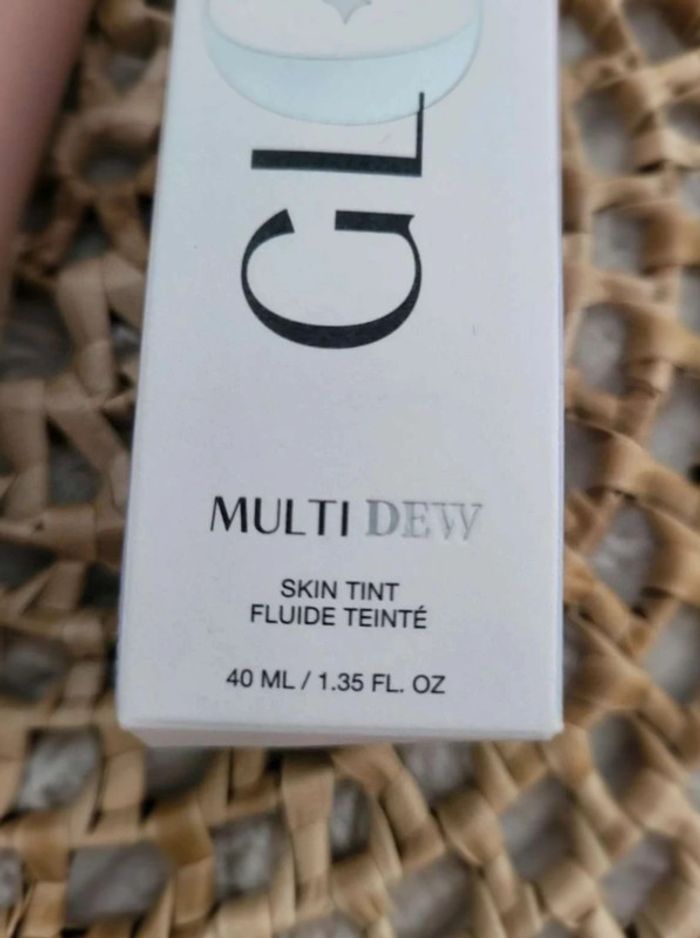 GL
MULTI DEW
SKIN TINT
FLUIDE TEINTÉ
40 ML / 1.35 FL. OZ